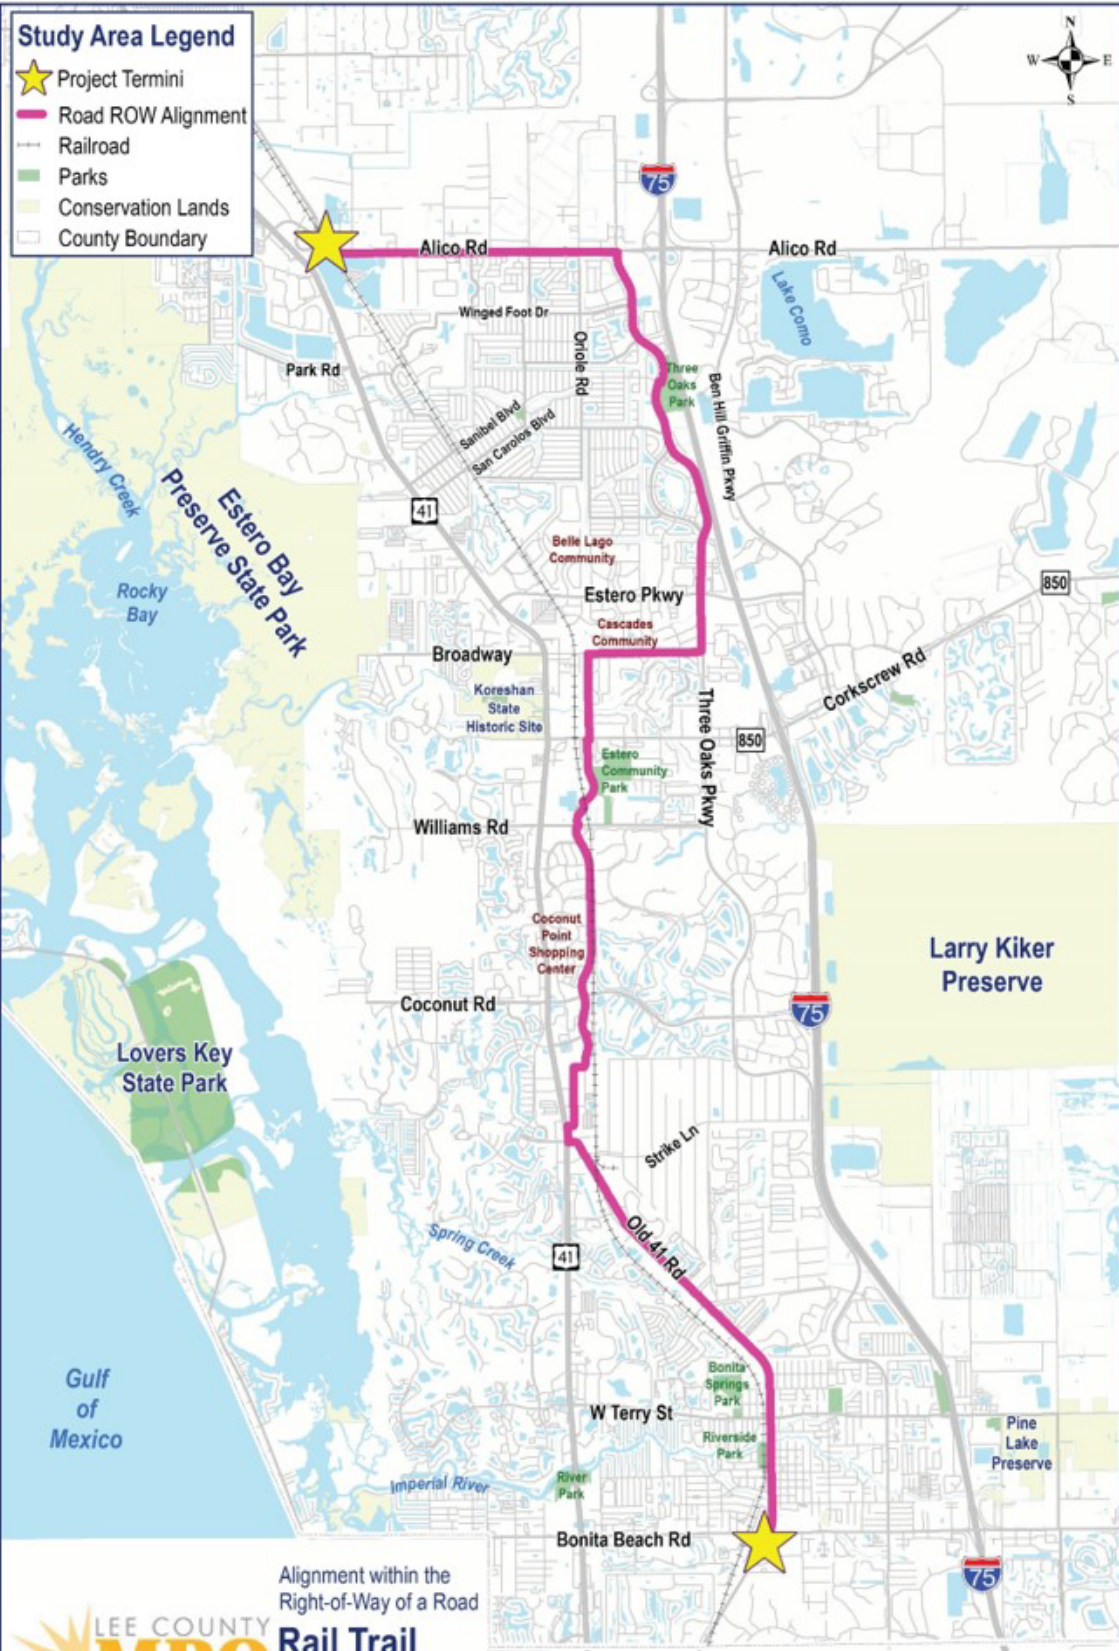 Study Area Legend
Project Termini
Road ROW Alignment
Railroad
Parks
Conservation Lands
County Boundary
N
W
E
S
75
Alico Rd
Alico Rd
Lake Como
Winged Foot Dr
Oriole Rd
Park Rd
Three
Oaks
Park
Ben Hill Griffin Pkwy
Sanibel Blvd
San Carolos Blvd
Hendry Creek
Estero Bay
Preserve State Park
41
Belle Lago
Community
Rocky
Bay
Estero Pkwy
850
Cascades
Community
Broadway
Corkscrew Rd
Koreshan
State
Historic Site
Three Oaks Pkwy
850
Estero
Community
Park
Williams Rd
Coconut
Point
Shopping
Center
Larry Kiker
Preserve
Coconut Rd
75
Lovers Key
State Park
Strike Ln
Old 41 Rd
Spring Creek
41
Gulf
of
Mexico
Bonita
Springs
Park
W Terry St
Riverside
Park
Pine
Lake
Preserve
Imperial River
River
Park
Bonita Beach Rd
75
Alignment within the
Right-of-Way of a Road
LEE COUNTY
MPO
Rail Trail